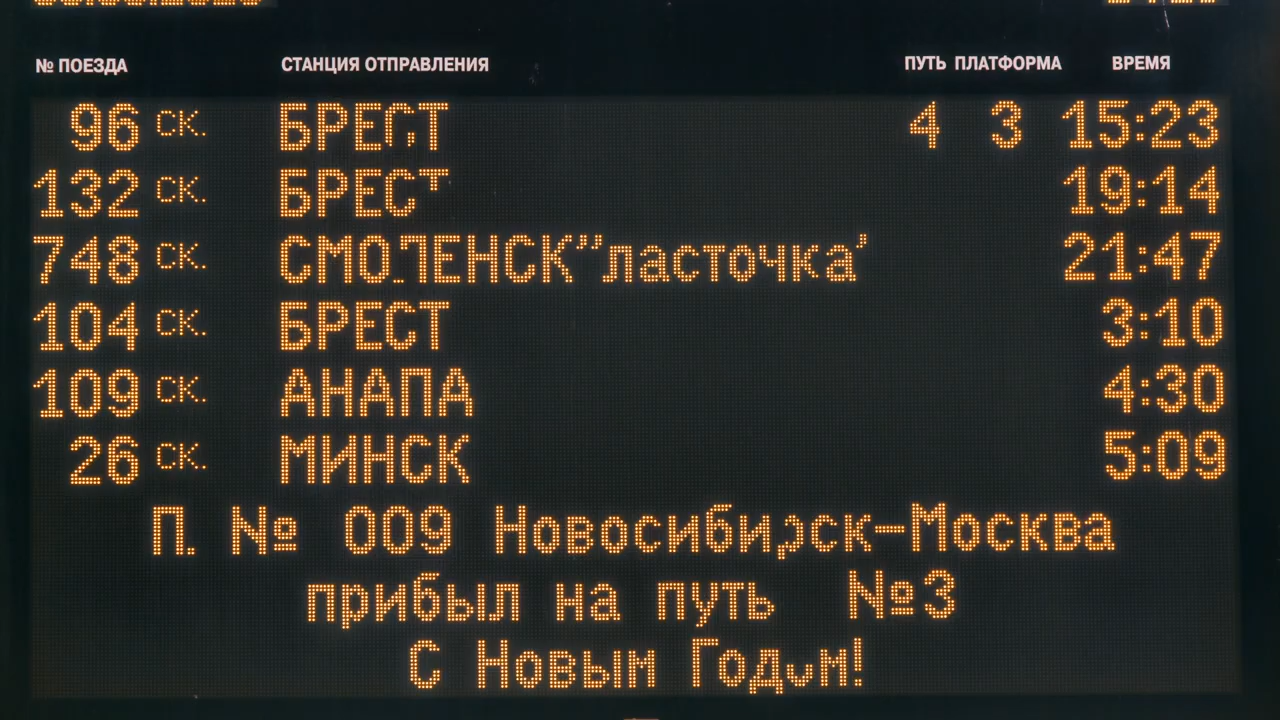 № ПОЕЗДА СТАНЦИЯ ОТПРАВЛЕНИЯ ПУТЬ ПЛАТФОРМА ВРЕМЯ
96 СК. БРЕСТ 4 3 15:23
132 СК. БРЕСТ 19:14
748 СК. СМОЛЕНСК"ласточка" 21:47
104 СК. БРЕСТ 3:10
109 СК. АНАПА 4:30
26 СК. МИНСК 5:09
П. № 009 Новосибирск-Москва
прибыл на путь №3
С Новым Годом!